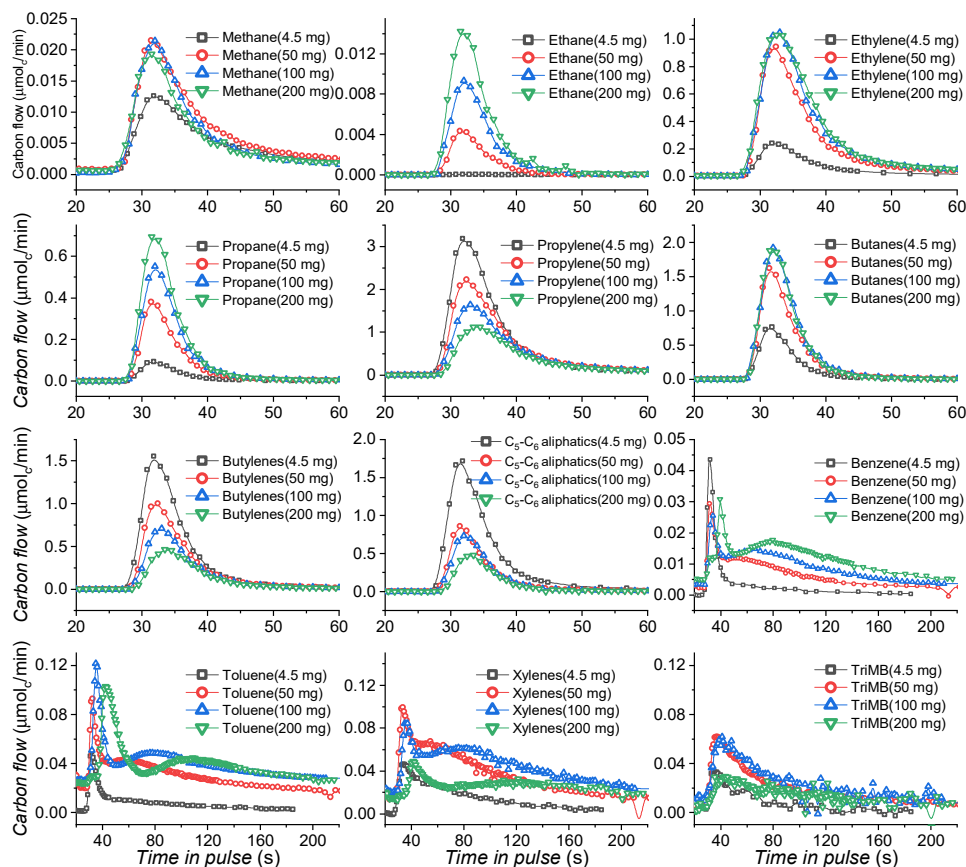 Carbon flow (μmol_C/min)
0.025
0.020
0.015
0.010
0.005
0.000
Methane(4.5 mg)
Methane(50 mg)
Methane(100 mg)
Methane(200 mg)
20 30 40 50 60
0.012
0.008
0.004
0.000
Ethane(4.5 mg)
Ethane(50 mg)
Ethane(100 mg)
Ethane(200 mg)
20 30 40 50 60
1.0
0.8
0.6
0.4
0.2
0.0
Ethylene(4.5 mg)
Ethylene(50 mg)
Ethylene(100 mg)
Ethylene(200 mg)
20 30 40 50 60
Carbon flow (μmol_C/min)
0.6
0.4
0.2
0.0
Propane(4.5 mg)
Propane(50 mg)
Propane(100 mg)
Propane(200 mg)
20 30 40 50 60
3
2
1
0
Propylene(4.5 mg)
Propylene(50 mg)
Propylene(100 mg)
Propylene(200 mg)
20 30 40 50 60
2.0
1.5
1.0
0.5
0.0
Butanes(4.5 mg)
Butanes(50 mg)
Butanes(100 mg)
Butanes(200 mg)
20 30 40 50 60
Carbon flow (μmol_C/min)
1.5
1.0
0.5
0.0
Butylenes(4.5 mg)
Butylenes(50 mg)
Butylenes(100 mg)
Butylenes(200 mg)
20 30 40 50 60
2.0
1.5
1.0
0.5
0.0
C₅-C₆ aliphatics(4.5 mg)
C₅-C₆ aliphatics(50 mg)
C₅-C₆ aliphatics(100 mg)
C₅-C₆ aliphatics(200 mg)
20 30 40 50 60
0.05
0.04
0.03
0.02
0.01
0.00
Benzene(4.5 mg)
Benzene(50 mg)
Benzene(100 mg)
Benzene(200 mg)
40 80 120 160 200
Carbon flow (μmol_C/min)
0.12
0.08
0.04
0.00
Toluene(4.5 mg)
Toluene(50 mg)
Toluene(100 mg)
Toluene(200 mg)
40 80 120 160 200
Time in pulse (s)
0.12
0.08
0.04
0.00
Xylenes(4.5 mg)
Xylenes(50 mg)
Xylenes(100 mg)
Xylenes(200 mg)
40 80 120 160 200
Time in pulse (s)
0.12
0.09
0.06
0.03
0.00
TriMB(4.5 mg)
TriMB(50 mg)
TriMB(100 mg)
TriMB(200 mg)
40 80 120 160 200
Time in pulse (s)